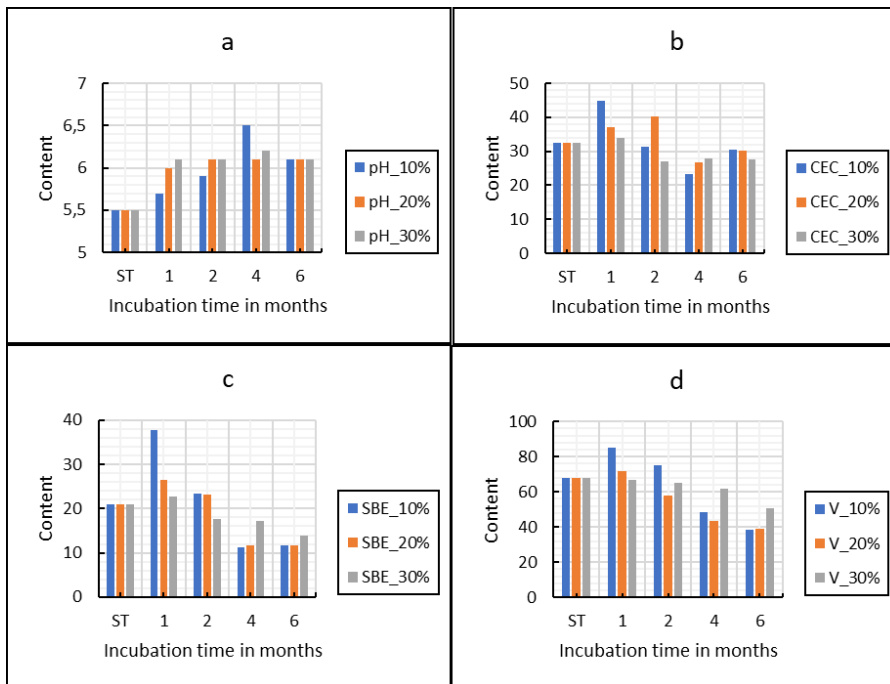 a
7
6,5
6
5,5
5
Content
ST 1 2 4 6
Incubation time in months
pH_10%
pH_20%
pH_30%
b
50
40
30
20
10
0
Content
ST 1 2 4 6
Incubation time in months
CEC_10%
CEC_20%
CEC_30%
c
40
30
20
10
0
Content
ST 1 2 4 6
Incubation time in months
SBE_10%
SBE_20%
SBE_30%
d
100
80
60
40
20
0
Content
ST 1 2 4 6
Incubation time in months
V_10%
V_20%
V_30%